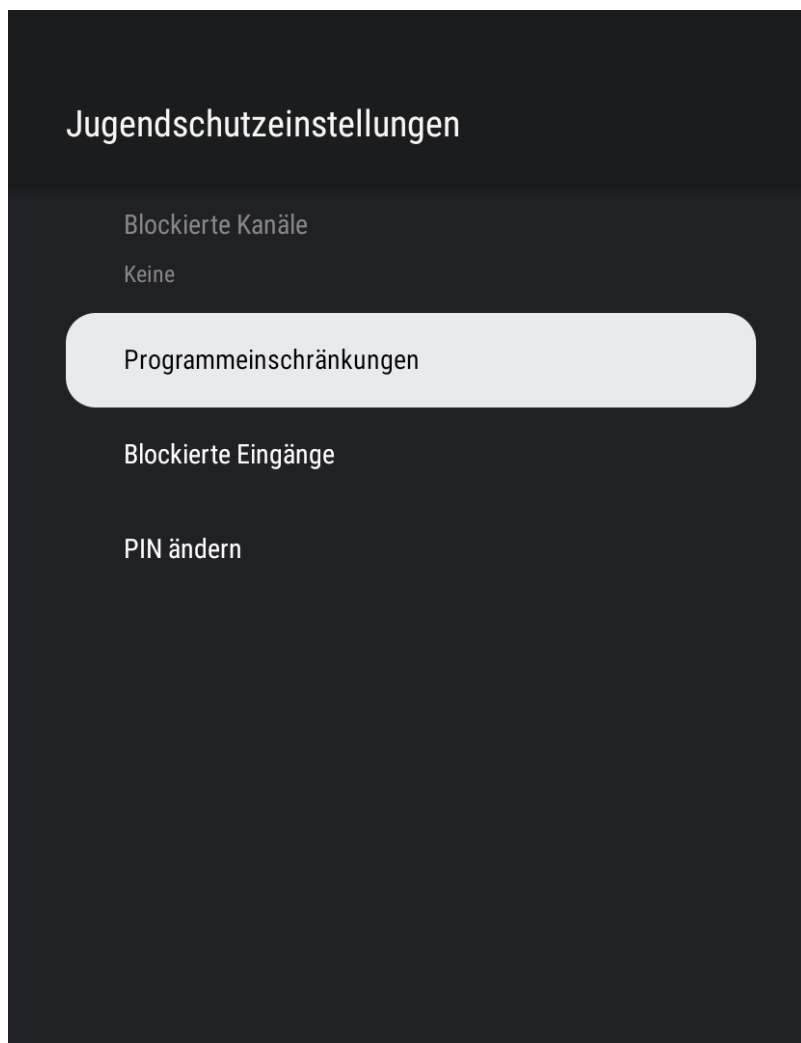 Jugendschutzeinstellungen
Blockierte Kanäle
Keine
Programmeinschränkungen
Blockierte Eingänge
PIN ändern